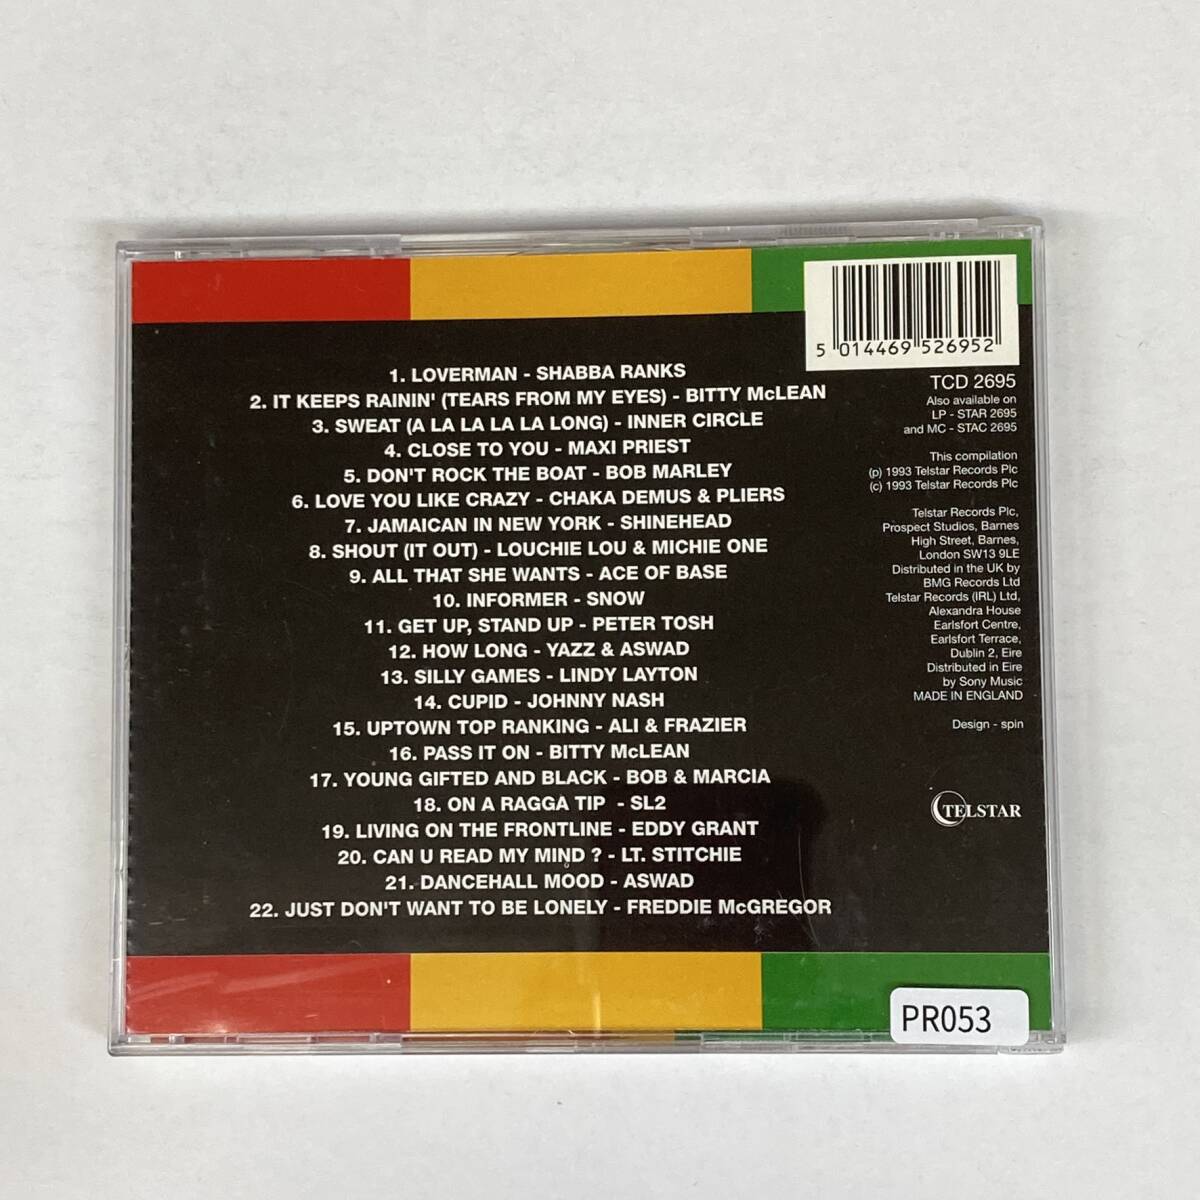 1. LOVERMAN - SHABBA RANKS
2. IT KEEPS RAININ' (TEARS FROM MY EYES) - BITTY McLEAN
3. SWEAT (A LA LA LA LA LONG) - INNER CIRCLE
4. CLOSE TO YOU - MAXI PRIEST
5. DON'T ROCK THE BOAT - BOB MARLEY
6. LOVE YOU LIKE CRAZY - CHAKA DEMUS & PLIERS
7. JAMAICAN IN NEW YORK - SHINEHEAD
8. SHOUT (IT OUT) - LOUCHIE LOU & MICHIE ONE
9. ALL THAT SHE WANTS - ACE OF BASE
10. INFORMER - SNOW
11. GET UP, STAND UP - PETER TOSH
12. HOW LONG - YAZZ & ASWAD
13. SILLY GAMES - LINDY LAYTON
14. CUPID - JOHNNY NASH
15. UPTOWN TOP RANKING - ALI & FRAZIER
16. PASS IT ON - BITTY McLEAN
17. YOUNG GIFTED AND BLACK - BOB & MARCIA
18. ON A RAGGA TIP - SL2
19. LIVING ON THE FRONTLINE - EDDY GRANT
20. CAN U READ MY MIND ? - LT. STITCHIE
21. DANCEHALL MOOD - ASWAD
22. JUST DON'T WANT TO BE LONELY - FREDDIE McGREGOR
5 014469 526952
TCD 2695
Also available on
LP - STAR 2695
and MC - STAC 2695
This compilation
(p) 1993 Telstar Records Plc
(c) 1993 Telstar Records Plc
Telstar Records Plc,
Prospect Studios, Barnes
High Street, Barnes,
London SW13 9LE
Distributed in the UK by
BMG Records Ltd
Telstar Records (IRL) Ltd,
Alexandra House
Earlsfort Centre,
Earlsfort Terrace,
Dublin 2, Eire
Distributed in Eire
by Sony Music
MADE IN ENGLAND
Design - spin
TELSTAR
PR053